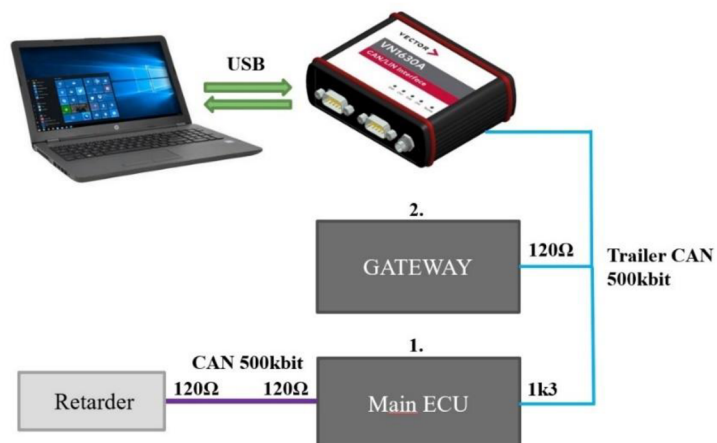 USB
VECTOR
VN1630A
CAN/LIN Interface
2.
GATEWAY
120Ω
Trailer CAN
500kbit
1.
CAN 500kbit
Retarder
120Ω
120Ω
Main ECU
1k3